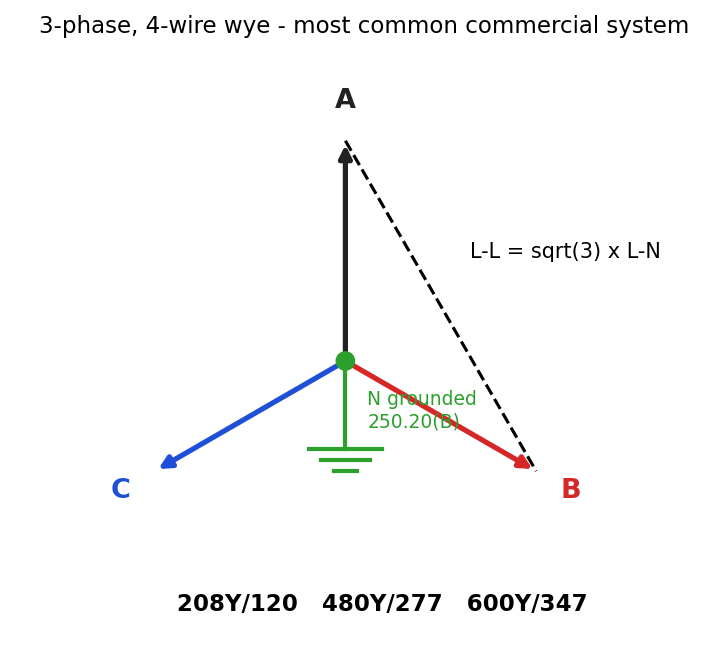 3-phase, 4-wire wye - most common commercial system
A
L-L = sqrt(3) x L-N
N grounded
250.20(B)
C
B
208Y/120 480Y/277 600Y/347